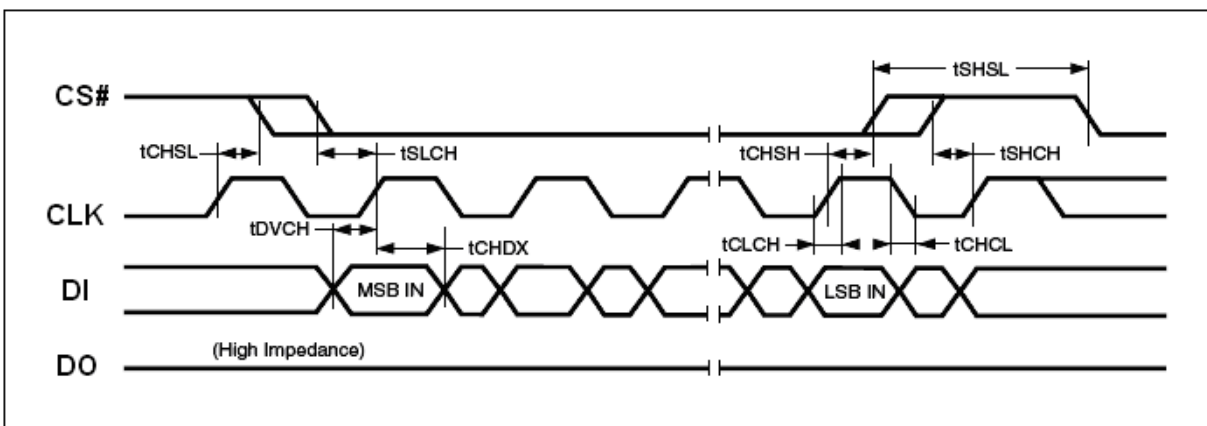 tSHSL
CS#
tCHSL
tSLCH
tCHSH
tSHCH
CLK
tDVCH
tCHDX
tCLCH
tCHCL
DI
MSB IN
LSB IN
(High Impedance)
DO